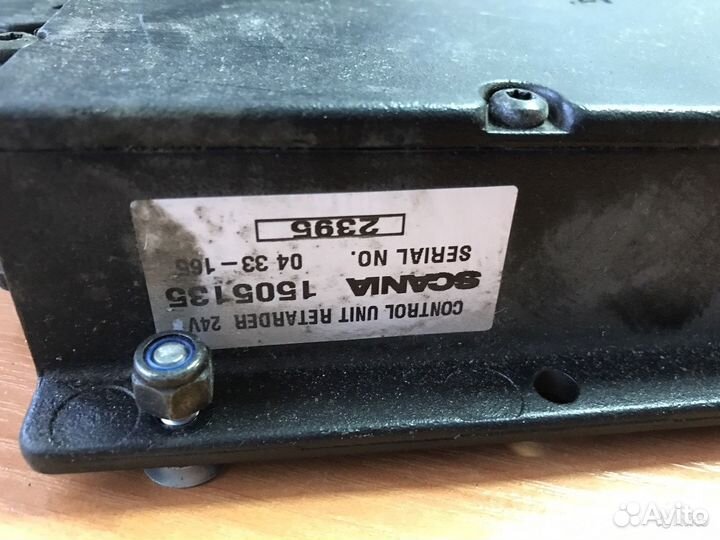 CONTROL UNIT RETARDER 24V
SCANIA 1505135
SERIAL NO. 04 33-165
2395
Avito